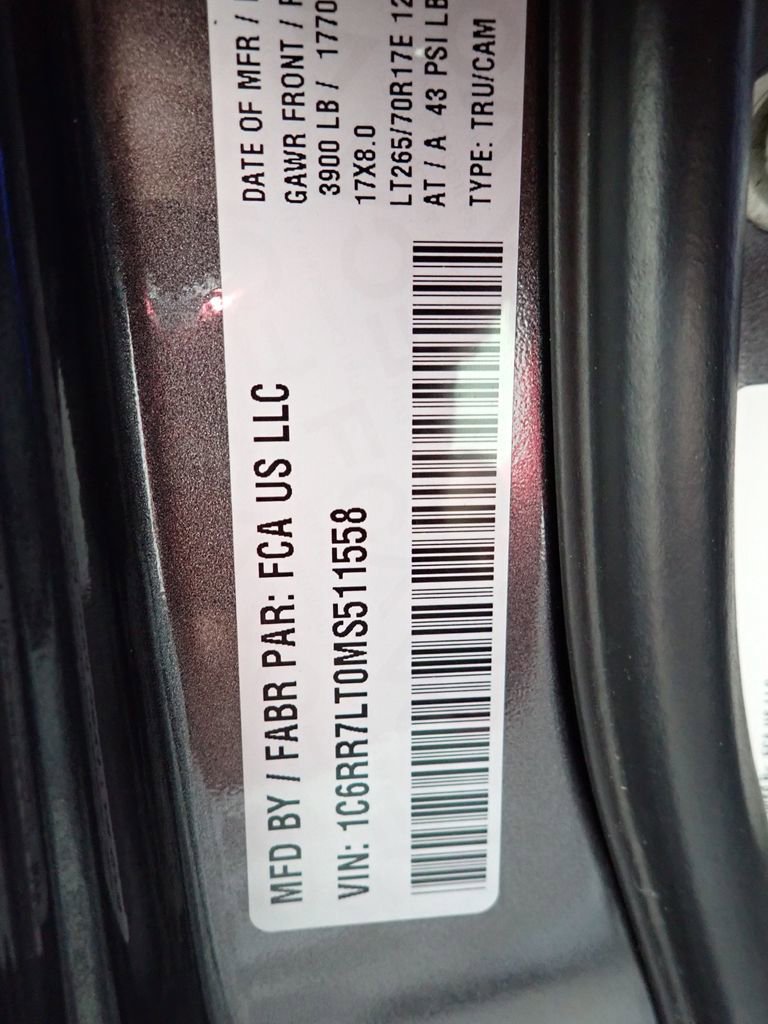 MFD BY / FABR PAR: FCA US LLC
VIN: 1C6RR7LT0MS511558
DATE OF MFR /
GAWR FRONT /
3900 LB / 1770
17X8.0
LT265/70R17E 12
AT / A 43 PSI LB
TYPE: TRU/CAM